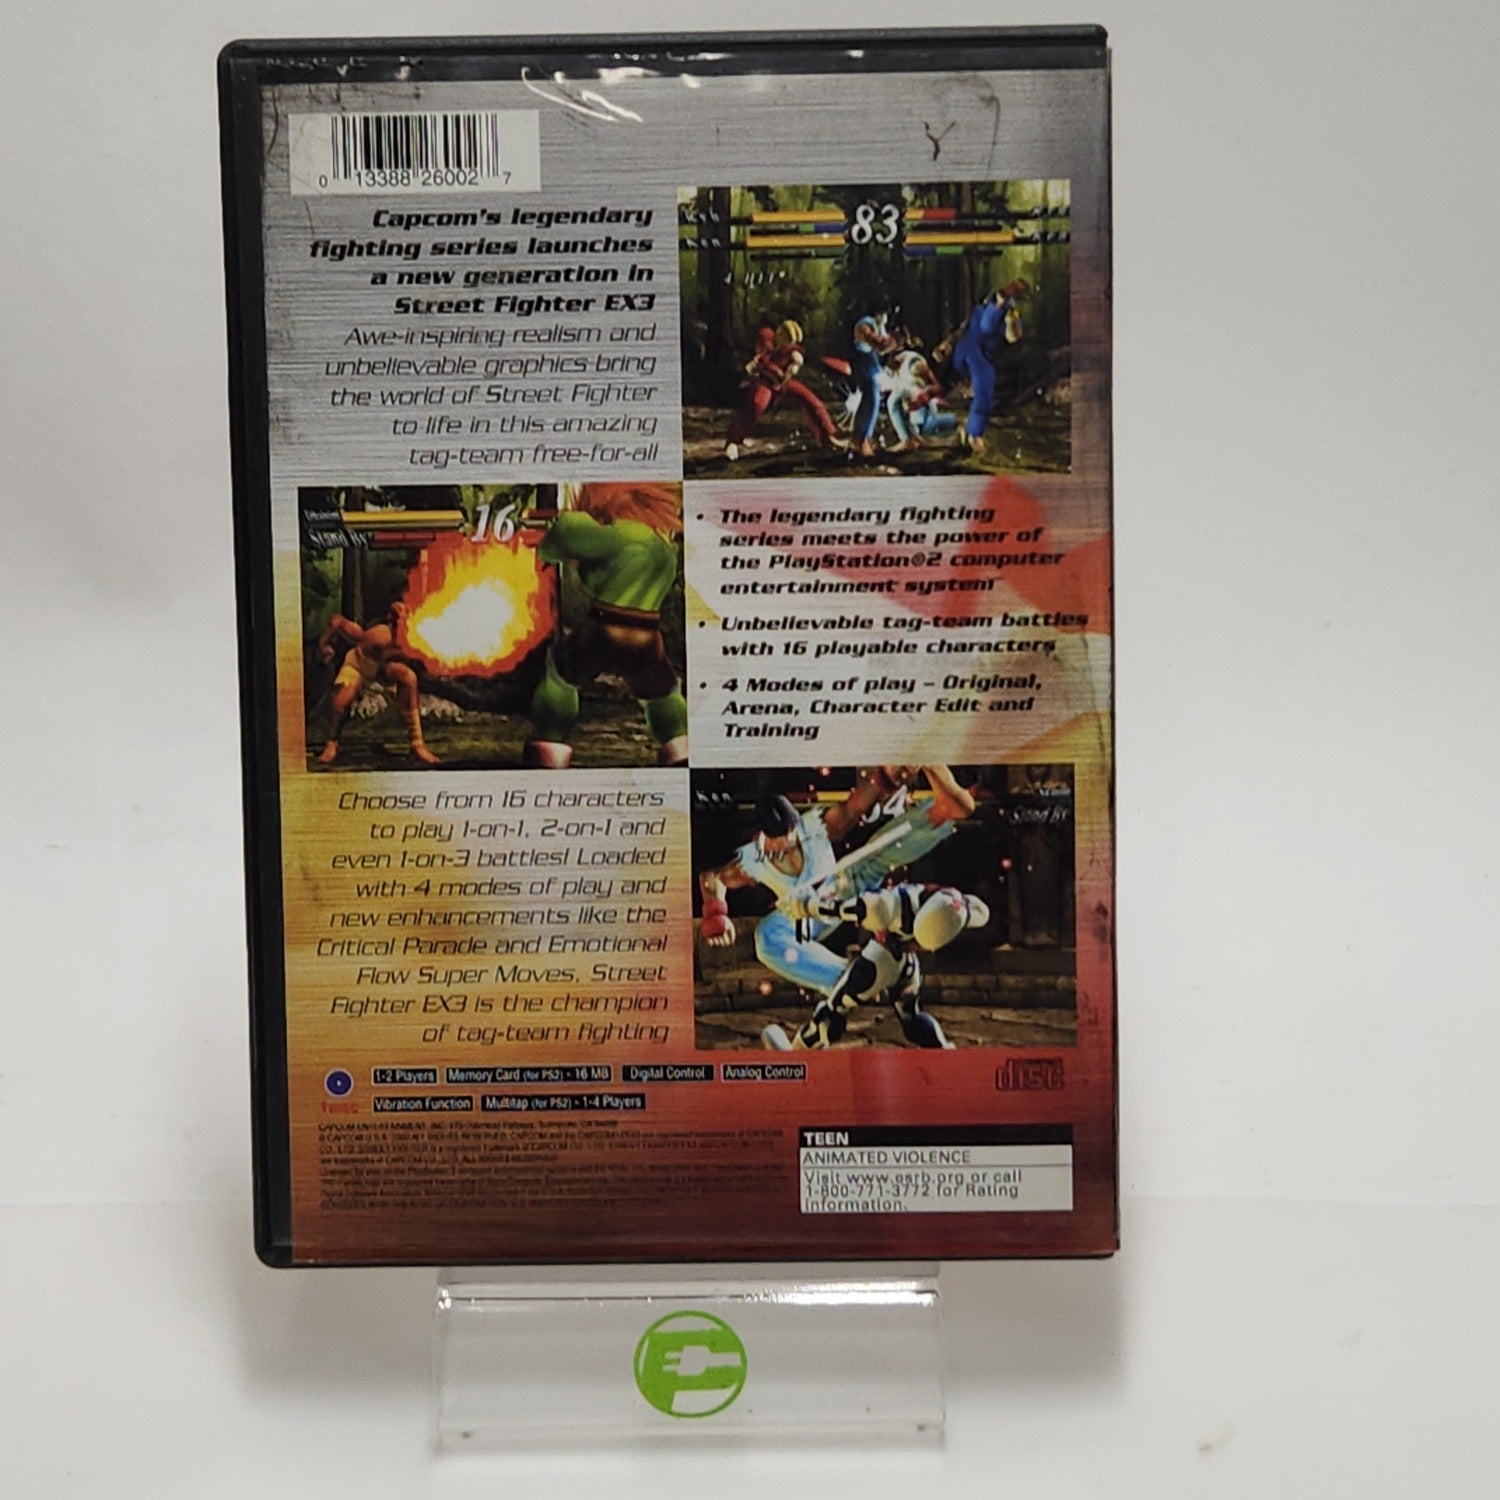 0 13388 26002 7
Capcom's legendary
fighting series launches
a new generation in
Street Fighter EX3
Awe-inspiring realism and
unbelievable graphics bring
the world of Street Fighter
to life in this amazing
tag-team free-for-all
83
16
Stand By
• The legendary fighting
series meets the power of
the PlayStation®2 computer
entertainment system
• Unbelievable tag-team battles
with 16 playable characters
• 4 Modes of play – Original,
Arena, Character Edit and
Training
Choose from 16 characters
to play 1-on-1, 2-on-1 and
even 1-on-3 battles! Loaded
with 4 modes of play and
new enhancements like the
Critical Parade and Emotional
Flow Super Moves, Street
Fighter EX3 is the champion
of tag-team fighting
Ken
Stand By
1-2 Players Memory Card (for PS2) - 16 MB Digital Control Analog Control
Vibration Function Multitap (for PS2) - 1-4 Players
disc
TEEN
ANIMATED VIOLENCE
Visit www.esrb.org or call
1-800-771-3772 for Rating
Information.